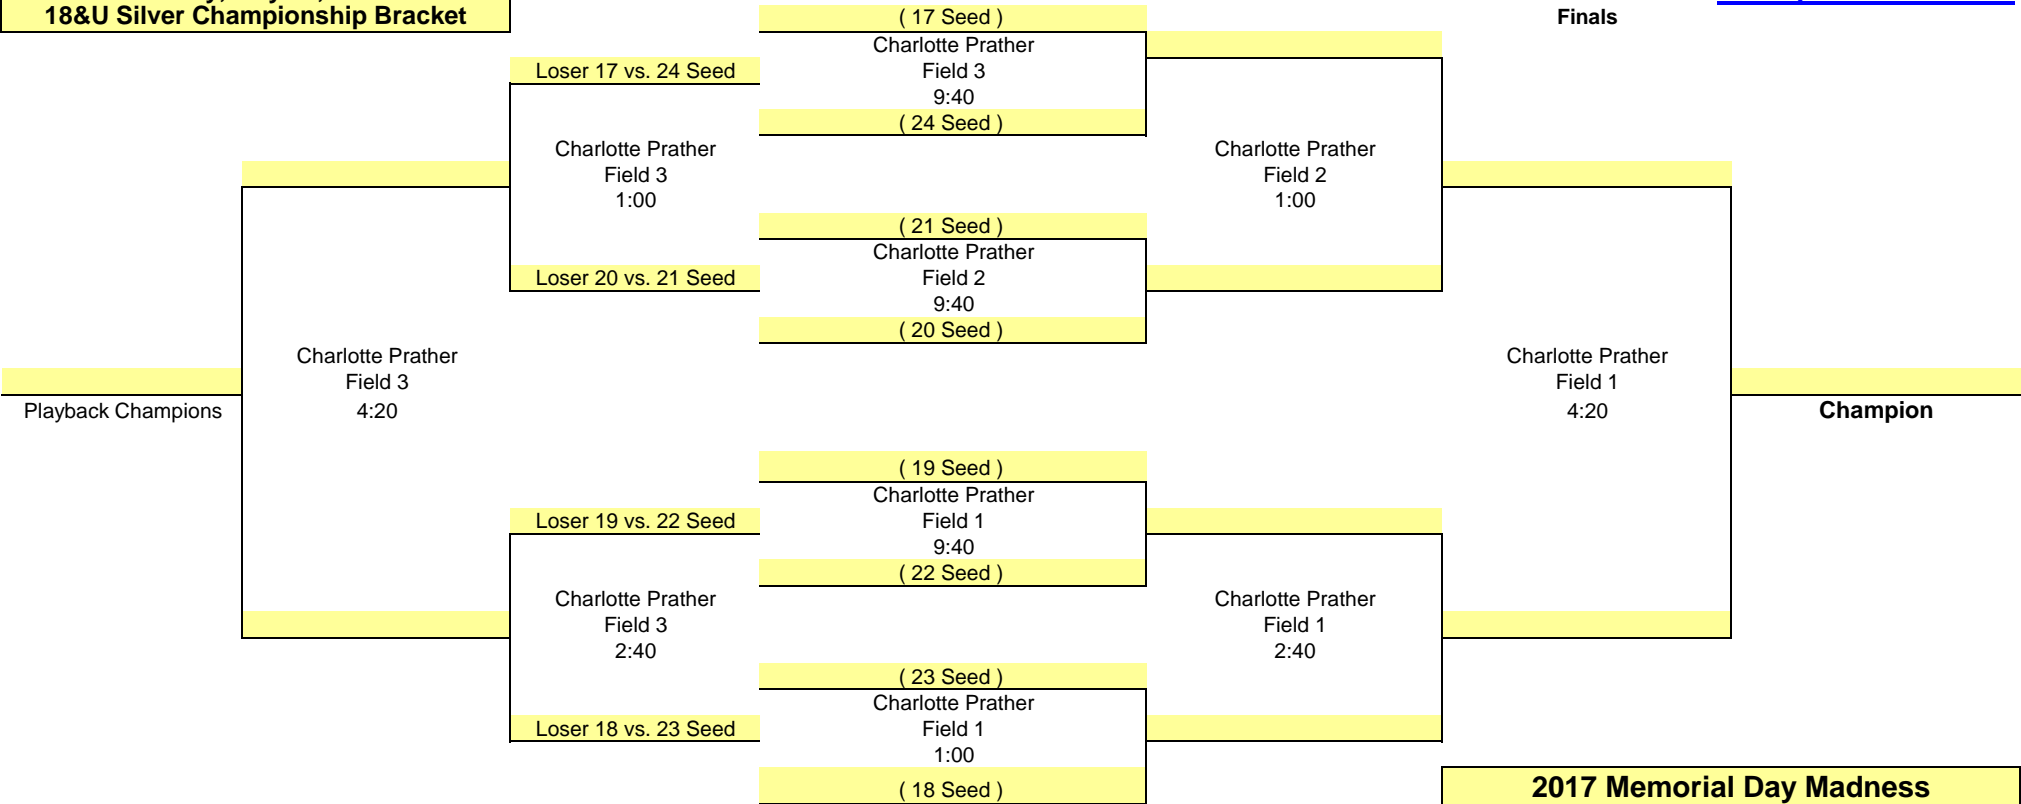 18&U Silver Championship Bracket
( 17 Seed )
Finals
Charlotte Prather
Field 3
9:40
Loser 17 vs. 24 Seed
( 24 Seed )
Charlotte Prather
Field 3
1:00
Charlotte Prather
Field 2
1:00
( 21 Seed )
Charlotte Prather
Field 2
9:40
Loser 20 vs. 21 Seed
( 20 Seed )
Charlotte Prather
Field 3
4:20
Playback Champions
Charlotte Prather
Field 1
4:20
Champion
( 19 Seed )
Charlotte Prather
Field 1
9:40
Loser 19 vs. 22 Seed
( 22 Seed )
Charlotte Prather
Field 3
2:40
Charlotte Prather
Field 1
2:40
( 23 Seed )
Charlotte Prather
Field 1
1:00
Loser 18 vs. 23 Seed
( 18 Seed )
2017 Memorial Day Madness